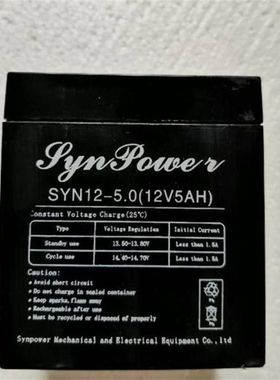 SynPower
SYN12-5.0(12V5AH)
Constant Voltage Charge(25℃)
Type Voltage Regulation Initial Current
Standby use 13.60-13.80V Less than 1.5A
Cycle use 14.40-14.70V Less than 1.5A
Caution:
Avoid short circuit
Do not charge in sealed container
Keep sparks,flame away
Rechargeable after use
Must be recycled or disposed of properly
Pb
Synpower Mechanical and Electrical Equipment Co.,ltd